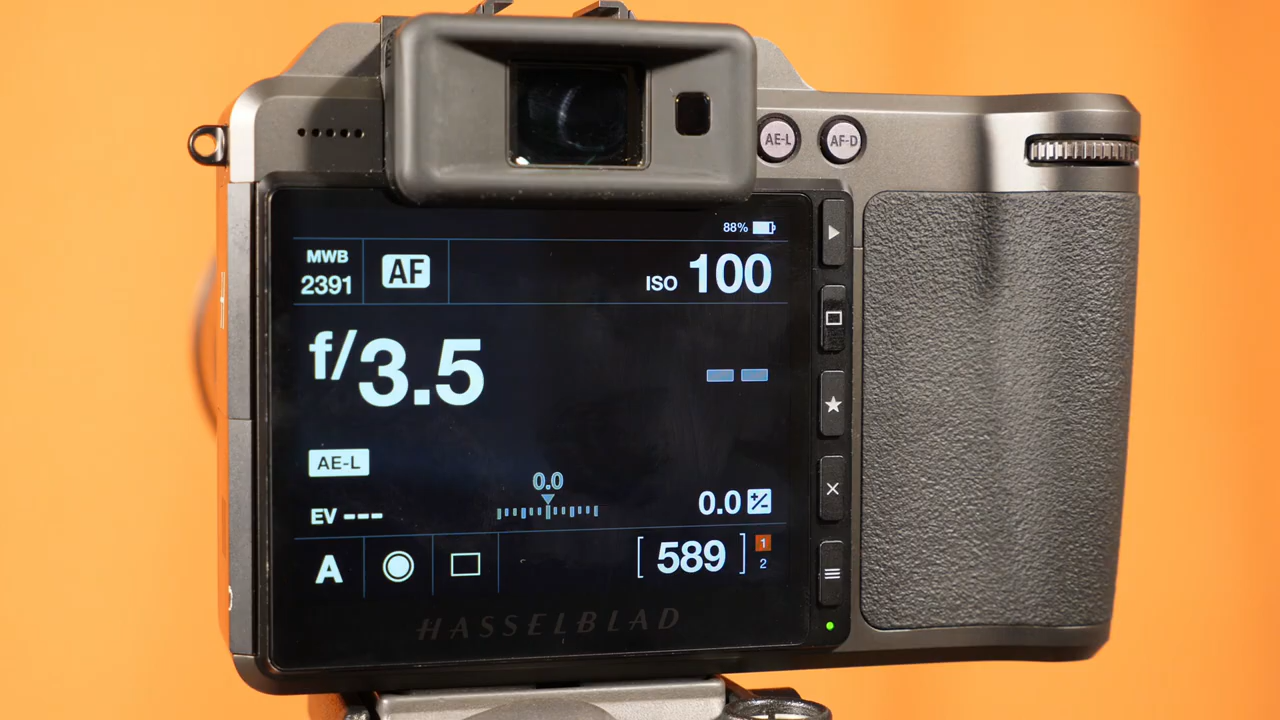 AE-L
AF-D
88%
MWB
2391
AF
ISO 100
f/3.5
AE-L
0.0
EV ---
0.0
A
[ 589 ]
1
2
HASSELBLAD